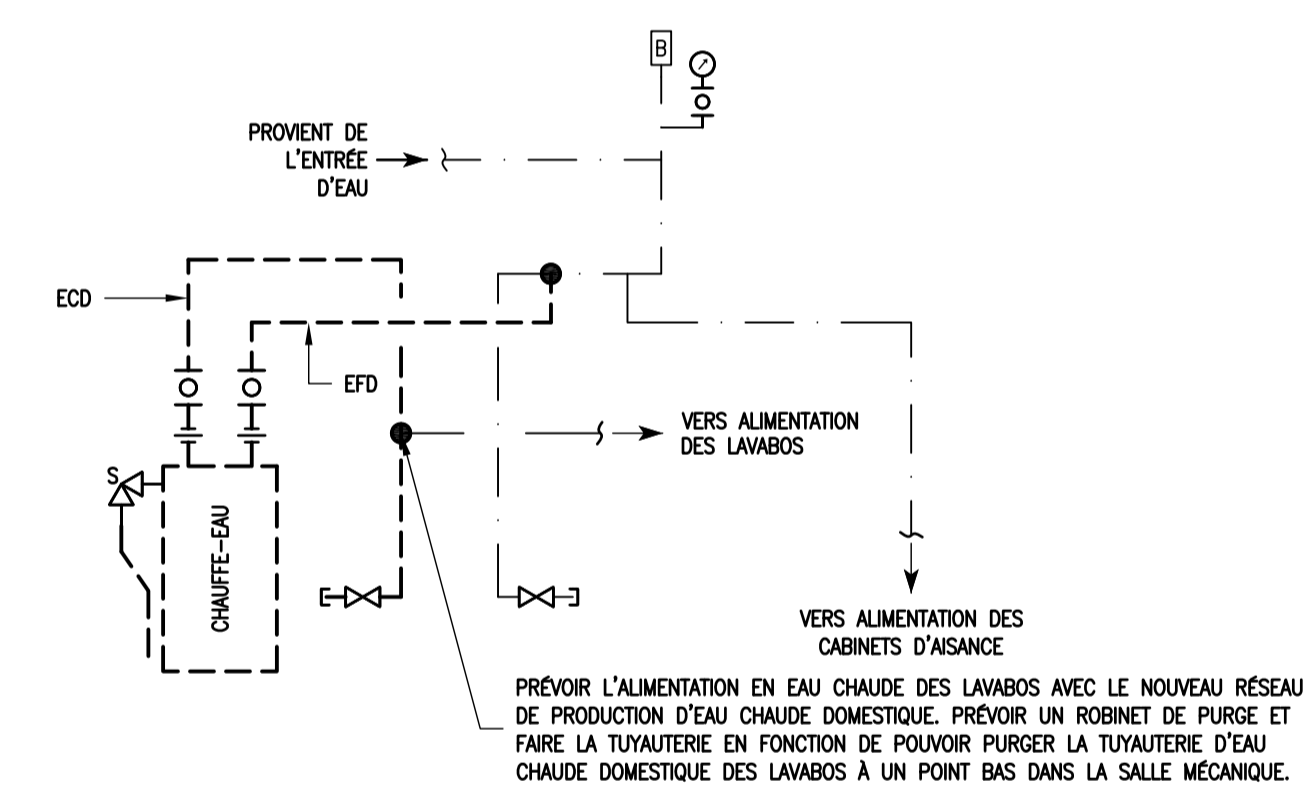 B
PROVIENT DE
L'ENTRÉE
D'EAU
ECD
EFD
VERS ALIMENTATION
DES LAVABOS
S
CHAUFFE-EAU
VERS ALIMENTATION DES
CABINETS D'AISANCE
PRÉVOIR L'ALIMENTATION EN EAU CHAUDE DES LAVABOS AVEC LE NOUVEAU RÉSEAU
DE PRODUCTION D'EAU CHAUDE DOMESTIQUE. PRÉVOIR UN ROBINET DE PURGE ET
FAIRE LA TUYAUTERIE EN FONCTION DE POUVOIR PURGER LA TUYAUTERIE D'EAU
CHAUDE DOMESTIQUE DES LAVABOS À UN POINT BAS DANS LA SALLE MÉCANIQUE.